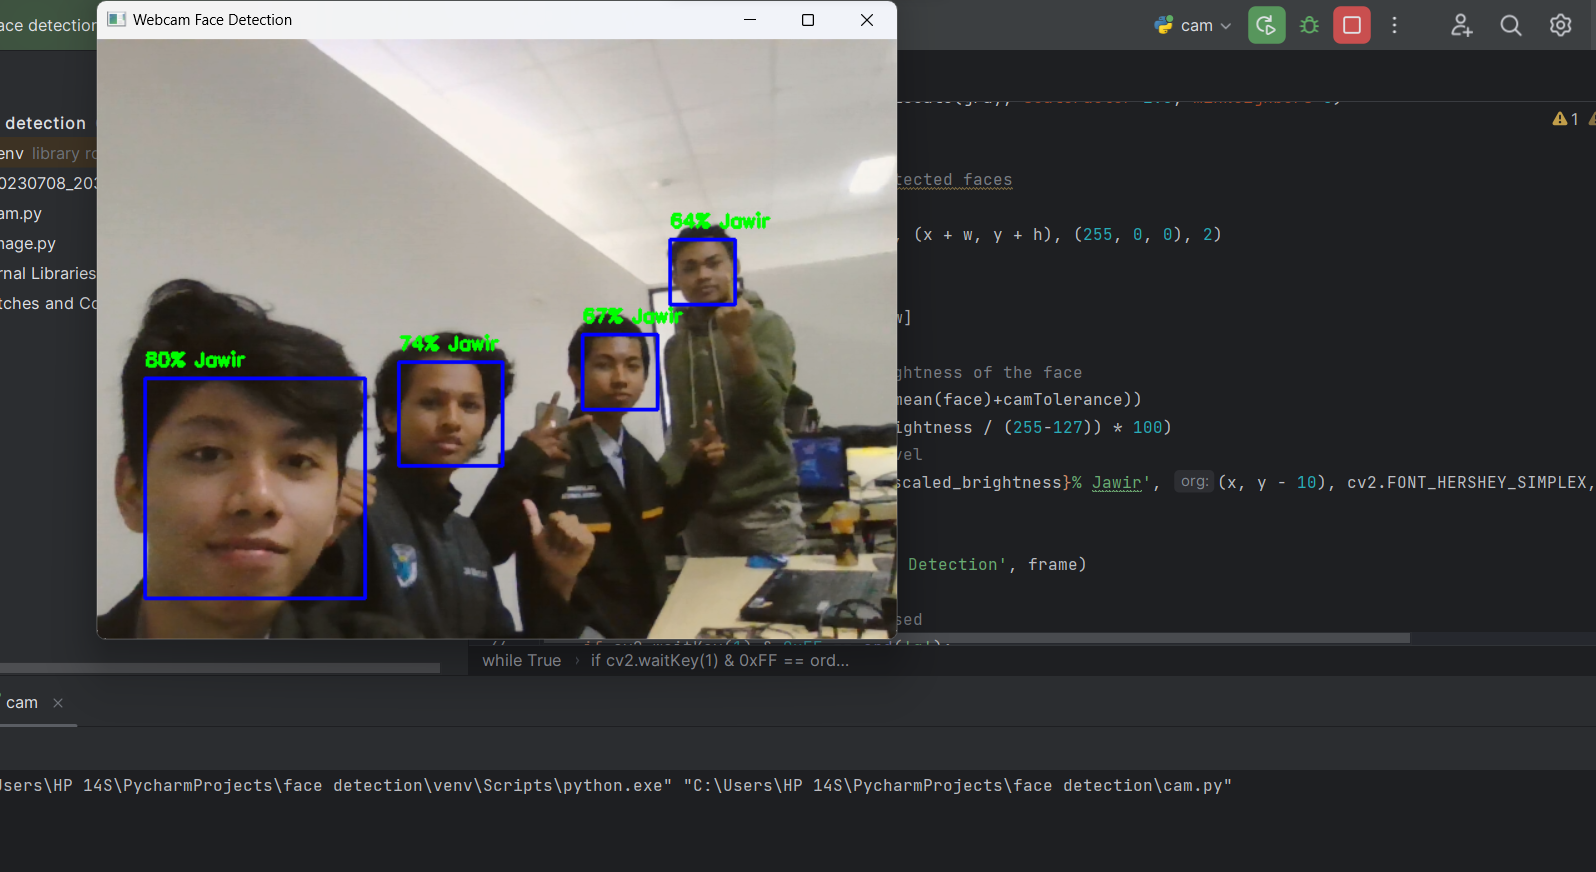 ace detection
Webcam Face Detection
cam
detection
env library ro
0230708_203
am.py
mage.py
rnal Libraries
tches and Co
1
tected faces
, (x + w, y + h), (255, 0, 0), 2)
w]
ghtness of the face
mean(face)+camTolerance))
ightness / (255-127)) * 100)
vel
scaled_brightness}% Jawir', org: (x, y - 10), cv2.FONT_HERSHEY_SIMPLEX,
Detection', frame)
sed
64% Jawir
67% Jawir
74% Jawir
80% Jawir
while True › if cv2.waitKey(1) & 0xFF == ord...
cam
Users\HP 14S\PycharmProjects\face detection\venv\Scripts\python.exe" "C:\Users\HP 14S\PycharmProjects\face detection\cam.py"